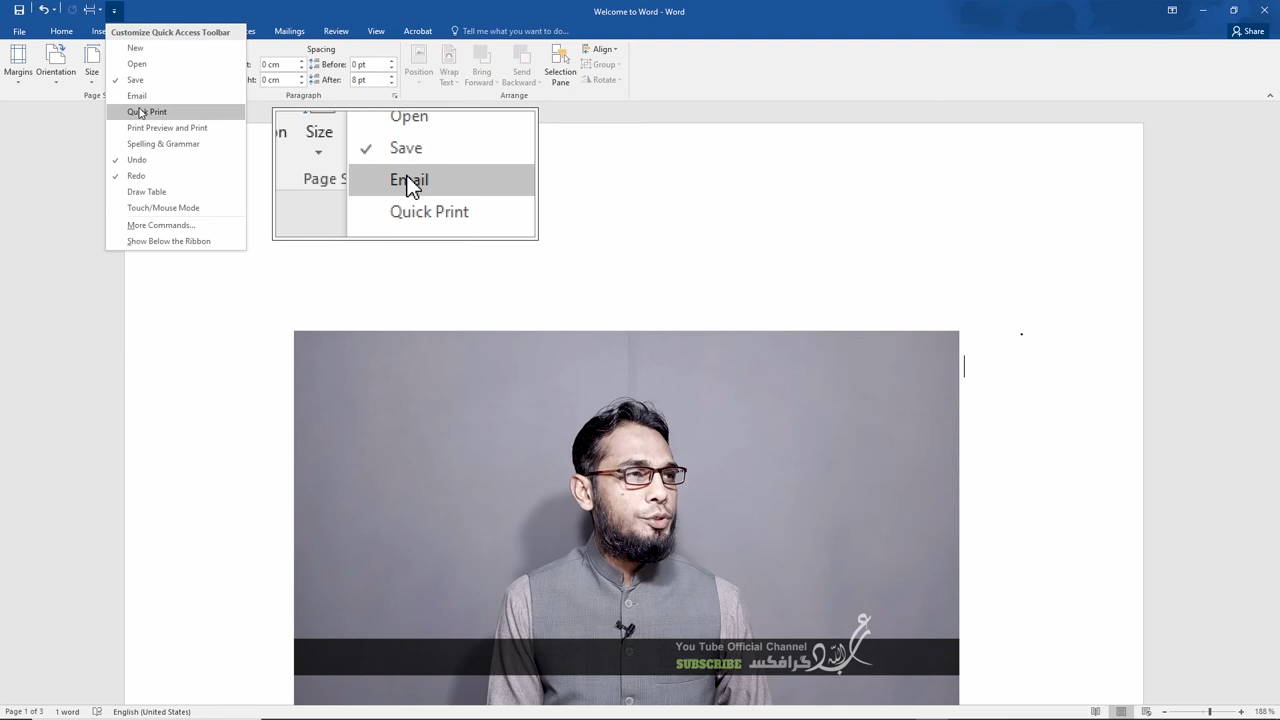 Welcome to Word - Word
File
Home
Mailings
Review
View
Acrobat
Tell me what you want to do...
Share
Customize Quick Access Toolbar
New
Open
Save
Email
Quick Print
Print Preview and Print
Spelling & Grammar
Undo
Redo
Draw Table
Touch/Mouse Mode
More Commands...
Show Below the Ribbon
Margins
Orientation
Size
Spacing
0 cm
Before:
0 pt
0 cm
After:
8 pt
Paragraph
Position
Wrap Text
Bring Forward
Send Backward
Selection Pane
Align
Group
Rotate
Arrange
Open
Size
Save
Page S
Email
Quick Print
You Tube Official Channel
SUBSCRIBE
گرافکس
Page 1 of 3
1 word
English (United States)
188 %